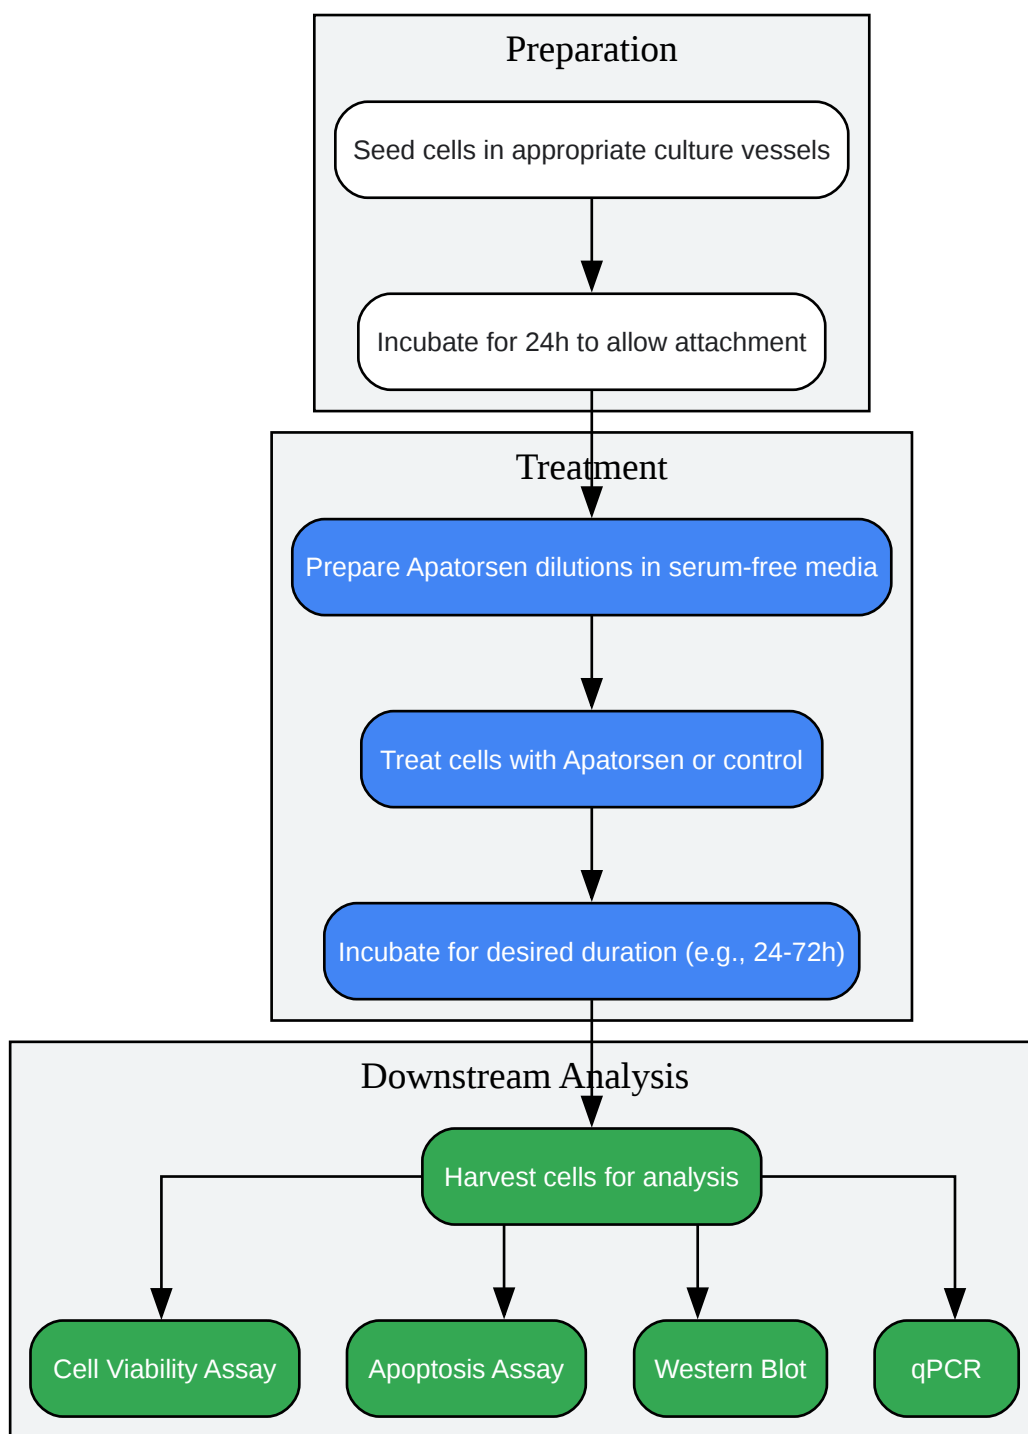 Preparation
Seed cells in appropriate culture vessels
Incubate for 24h to allow attachment
Treatment
Prepare Apatorsen dilutions in serum-free media
Treat cells with Apatorsen or control
Incubate for desired duration (e.g., 24-72h)
Downstream Analysis
Harvest cells for analysis
Cell Viability Assay
Apoptosis Assay
Western Blot
qPCR